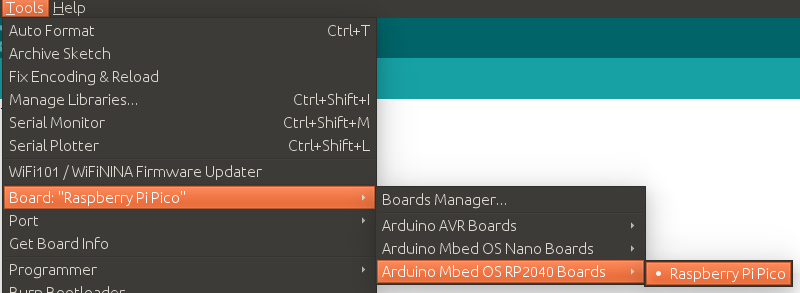 Tools Help
Auto Format Ctrl+T
Archive Sketch
Fix Encoding & Reload
Manage Libraries... Ctrl+Shift+I
Serial Monitor Ctrl+Shift+M
Serial Plotter Ctrl+Shift+L
WiFi101 / WiFiNINA Firmware Updater
Board: "Raspberry Pi Pico"
Port
Get Board Info
Programmer
Burn Bootloader
Boards Manager...
Arduino AVR Boards
Arduino Mbed OS Nano Boards
Arduino Mbed OS RP2040 Boards
Raspberry Pi Pico